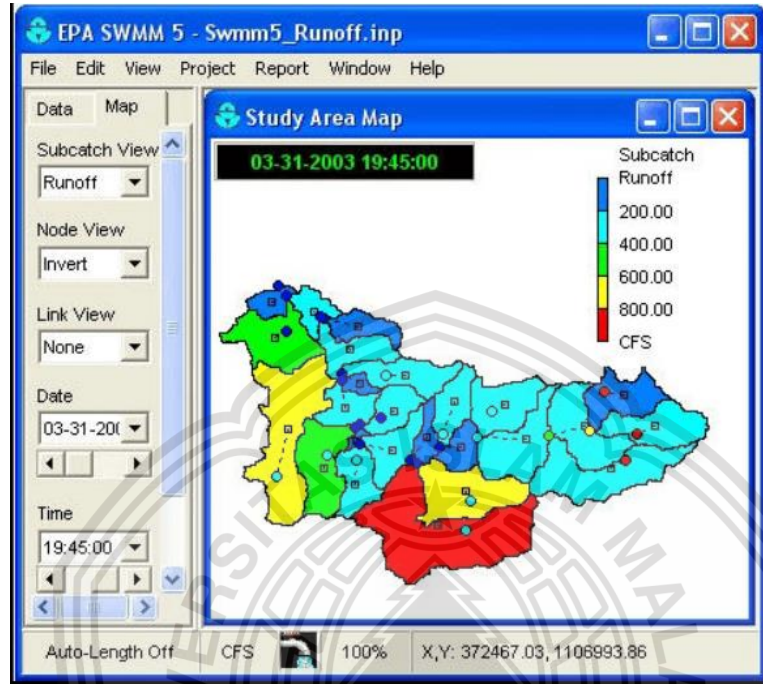 EPA SWMM 5 - Swmm5_Runoff.inp
File Edit View Project Report Window Help
Data Map
Subcatch View
Runoff
Node View
Invert
Link View
None
Date
03-31-200
Time
19:45:00
Study Area Map
03-31-2003 19:45:00
Subcatch
Runoff
200.00
400.00
600.00
800.00
CFS
Auto-Length Off CFS 100% X,Y: 372467.03, 1106993.86